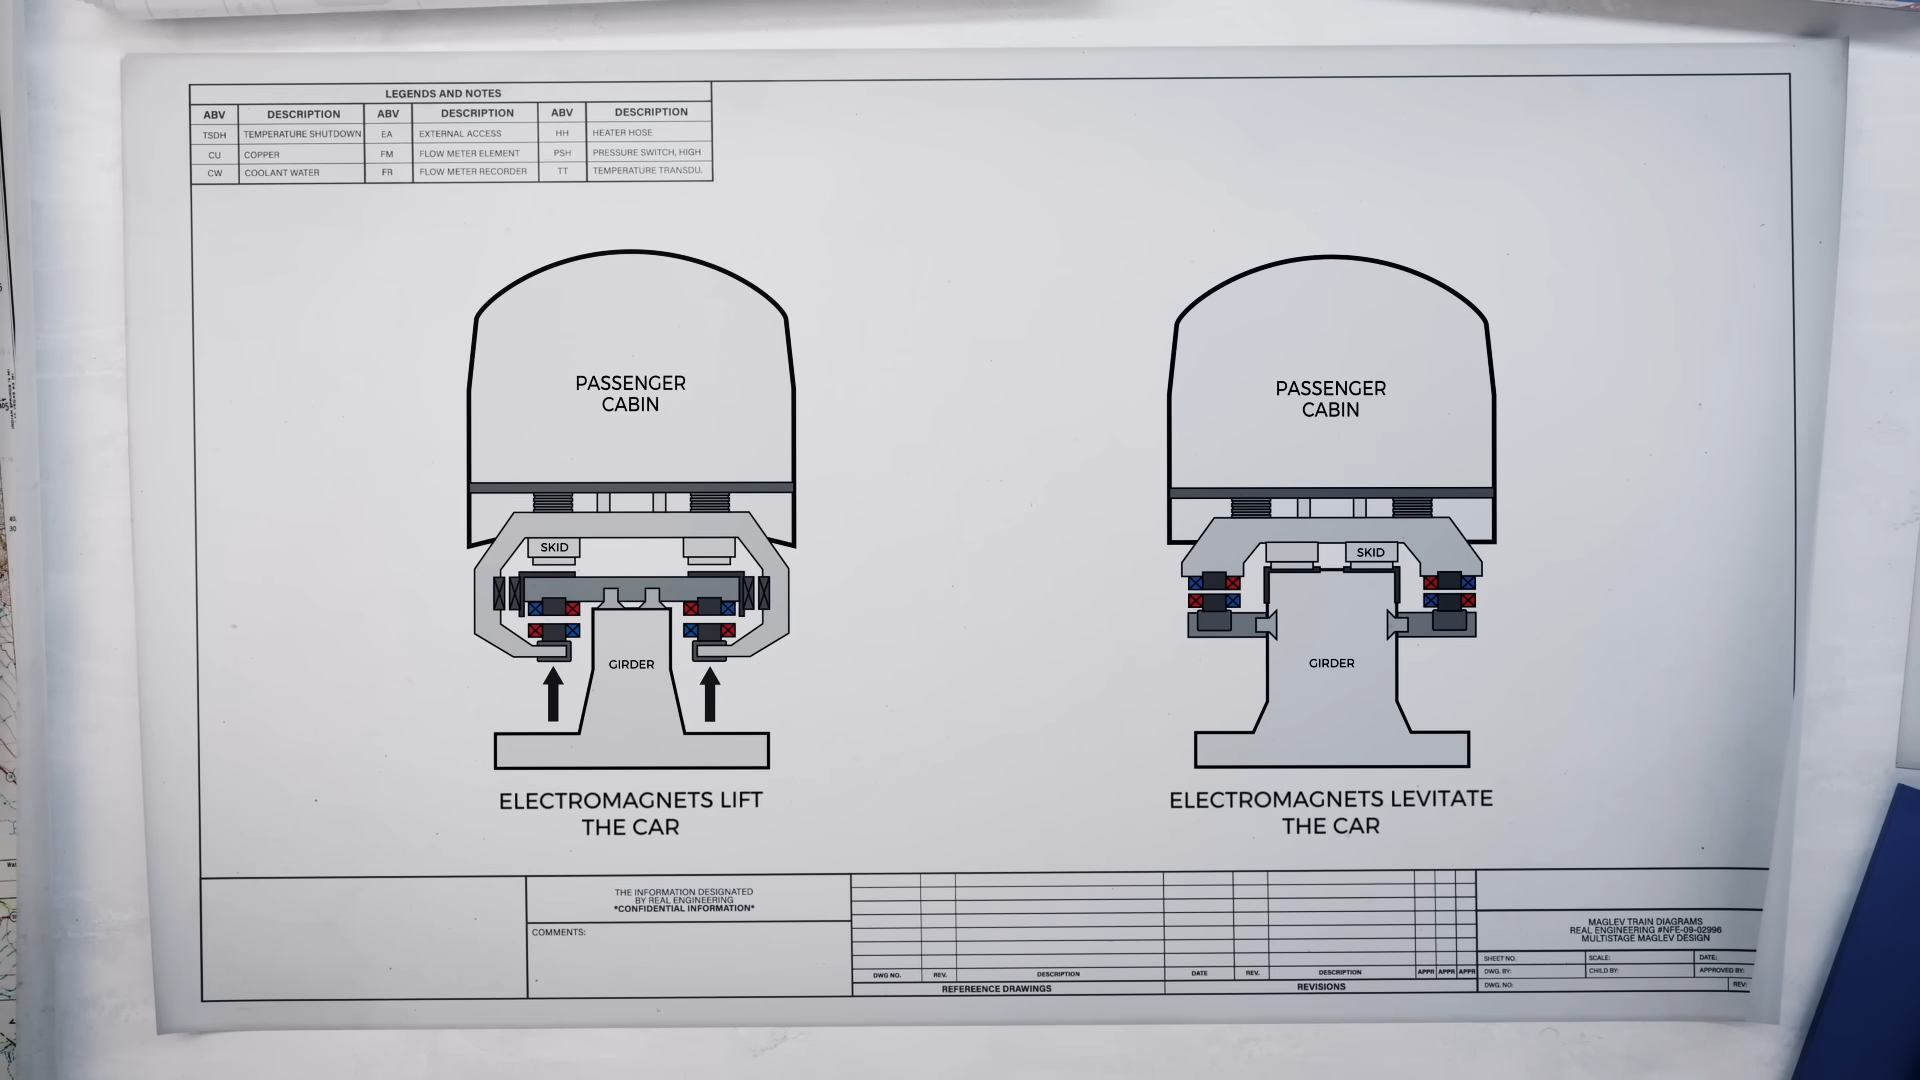 LEGENDS AND NOTES
ABV DESCRIPTION ABV DESCRIPTION ABV DESCRIPTION
TSDH TEMPERATURE SHUTDOWN EA EXTERNAL ACCESS HH HEATER HOSE
CU COPPER FM FLOW METER ELEMENT PSH PRESSURE SWITCH, HIGH
CW COOLANT WATER FR FLOW METER RECORDER TT TEMPERATURE TRANSDU.
PASSENGER
CABIN
SKID
GIRDER
ELECTROMAGNETS LIFT
THE CAR
PASSENGER
CABIN
SKID
GIRDER
ELECTROMAGNETS LEVITATE
THE CAR
THE INFORMATION DESIGNATED
BY REAL ENGINEERING
*CONFIDENTIAL INFORMATION*
COMMENTS:
DWG NO. REV. DESCRIPTION DATE REV. DESCRIPTION APPR APPR APPR
REFEREENCE DRAWINGS REVISIONS
MAGLEV TRAIN DIAGRAMS
REAL ENGINEERING #NFE-09-02996
MULTISTAGE MAGLEV DESIGN
SHEET NO. SCALE: DATE:
DWG. BY: CHILD BY: APPROVED BY:
DWG. NO: REV: